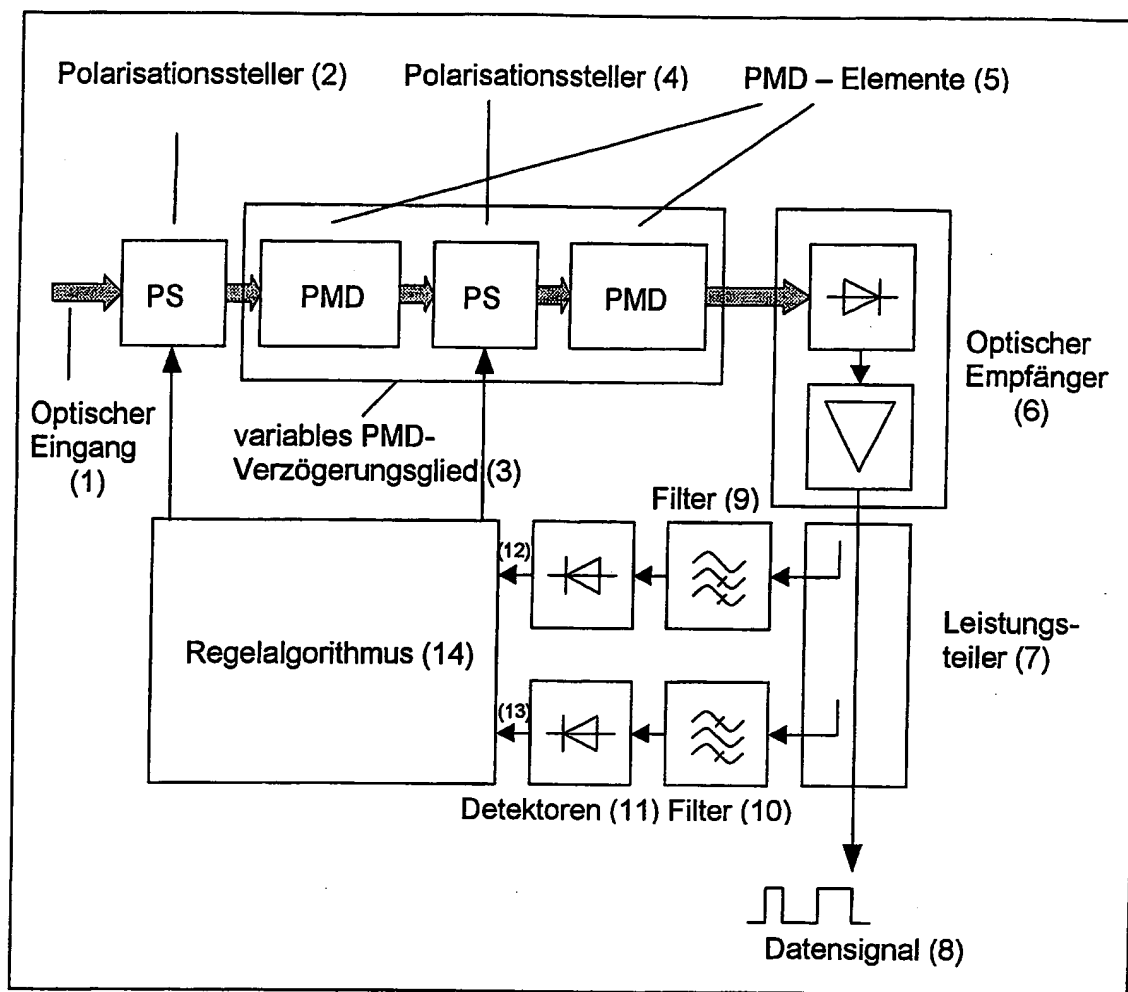 Polarisationssteller (2)
Polarisationssteller (4)
PMD – Elemente (5)
PS
PMD
PS
PMD
Optischer
Eingang
(1)
variables PMD-
Verzögerungsglied (3)
Optischer
Empfänger
(6)
Filter (9)
(12)
Regelalgorithmus (14)
Leistungs-
teiler (7)
(13)
Detektoren (11)
Filter (10)
Datensignal (8)